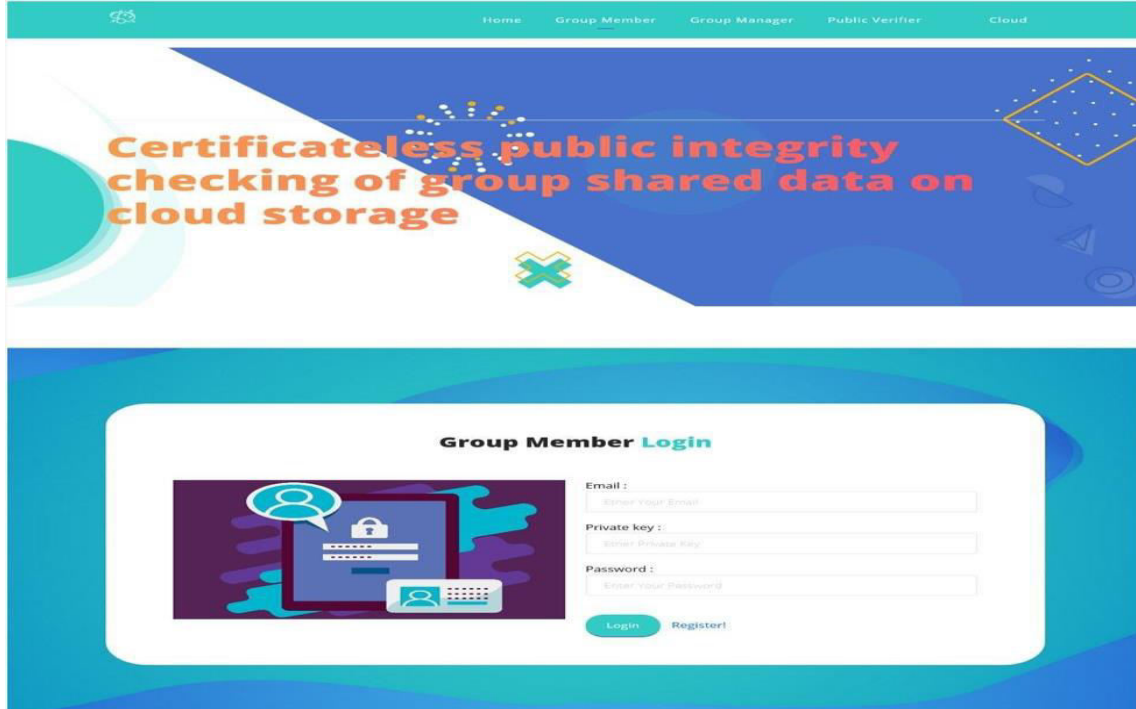 Home Group Member Group Manager Public Verifier Cloud
Certificateless public integrity
checking of group shared data on
cloud storage
Group Member Login
Email :
Enter Your Email
Private key :
Enter Private Key
Password :
Enter Your Password
Login Register!